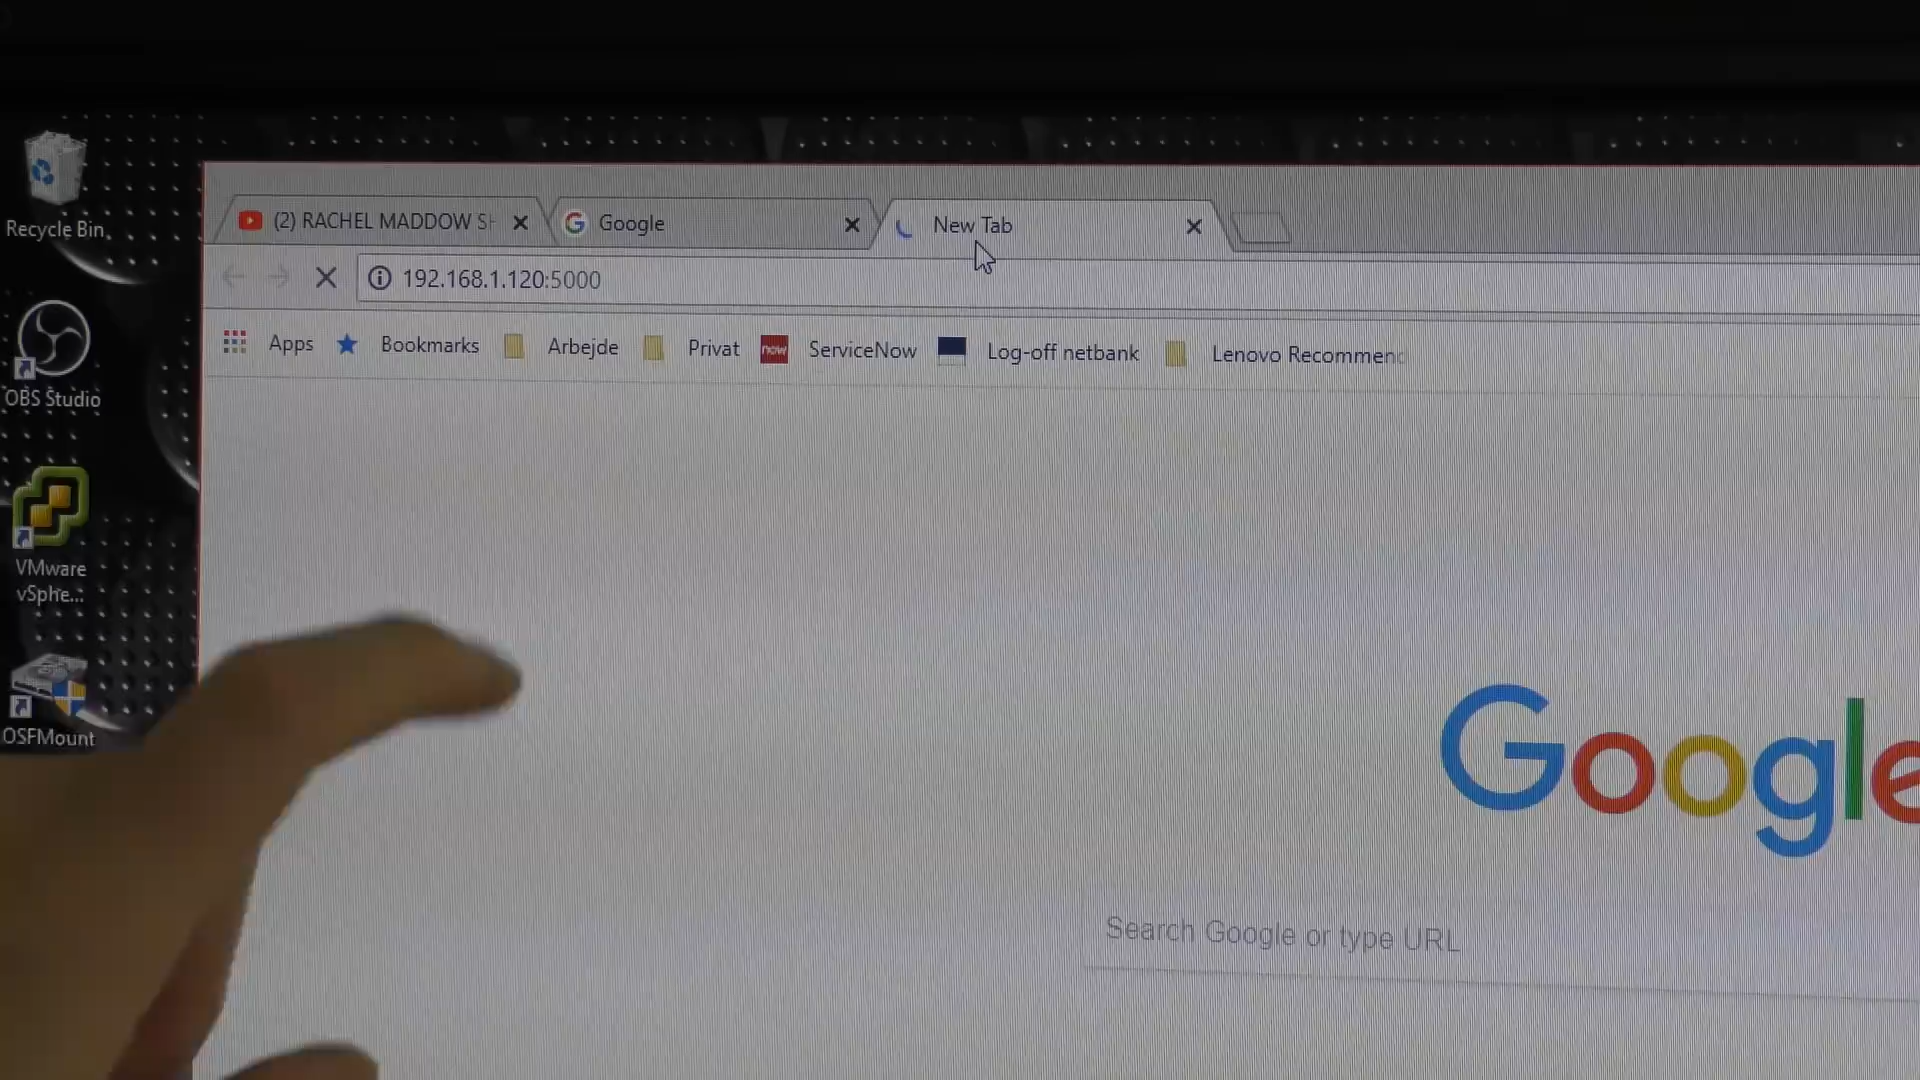 Recycle Bin
(2) RACHEL MADDOW SH
Google
New Tab
192.168.1.120:5000
Apps
Bookmarks
Arbejde
Privat
now
ServiceNow
Log-off netbank
Lenovo Recommen
OBS Studio
VMware
vSphe...
OSFMount
Google
Search Google or type URL